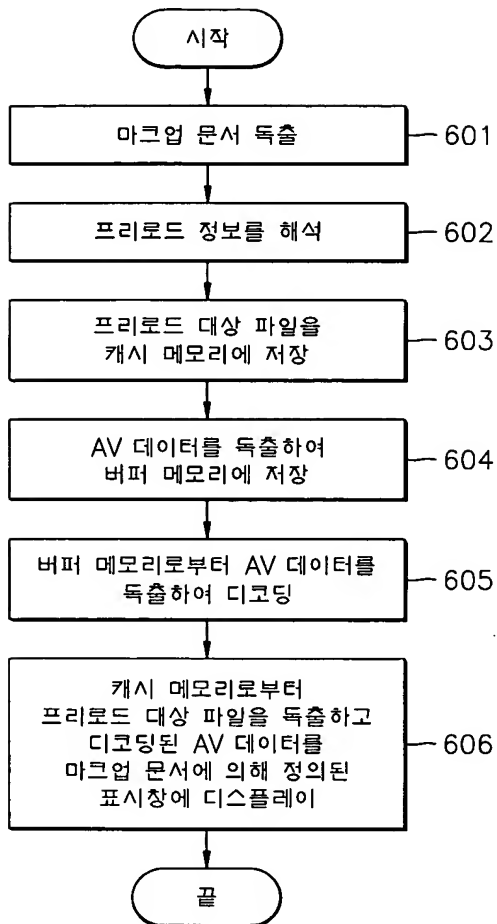 시작
마크업 문서 독출
601
프리로드 정보를 해석
602
프리로드 대상 파일을
캐시 메모리에 저장
603
AV 데이터를 독출하여
버퍼 메모리에 저장
604
버퍼 메모리로부터 AV 데이터를
독출하여 디코딩
605
캐시 메모리로부터
프리로드 대상 파일을 독출하고
디코딩된 AV 데이터를
마크업 문서에 의해 정의된
표시창에 디스플레이
606
끝